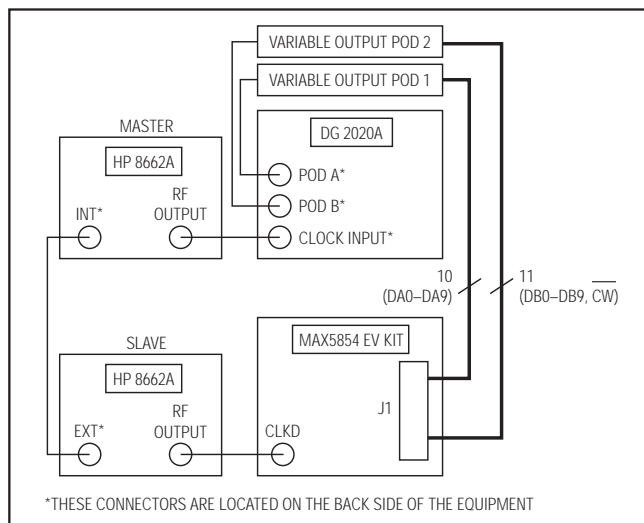 VARIABLE OUTPUT POD 2
VARIABLE OUTPUT POD 1
MASTER
HP 8662A
DG 2020A
INT*
RF
OUTPUT
POD A*
POD B*
CLOCK INPUT*
10
(DA0–DA9)
11
(DB0–DB9, C̅W̅)
SLAVE
HP 8662A
MAX5854 EV KIT
EXT*
RF
OUTPUT
CLKD
J1
*THESE CONNECTORS ARE LOCATED ON THE BACK SIDE OF THE EQUIPMENT